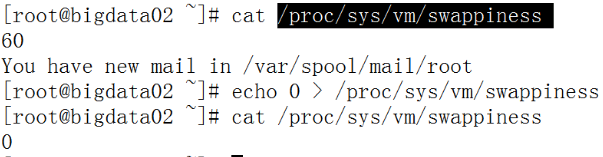 [root@bigdata02 ~]# cat /proc/sys/vm/swappiness
60
You have new mail in /var/spool/mail/root
[root@bigdata02 ~]# echo 0 > /proc/sys/vm/swappiness
[root@bigdata02 ~]# cat /proc/sys/vm/swappiness
0